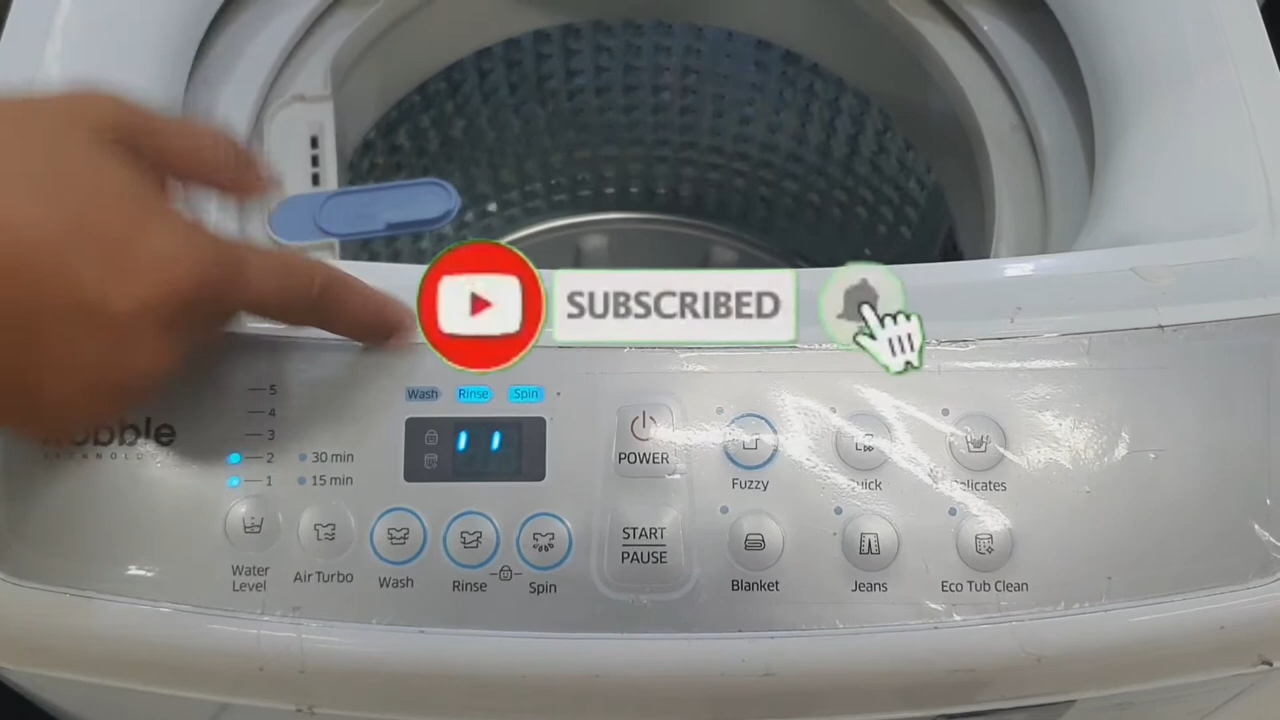 SUBSCRIBED
Wash Rinse Spin
5
4
3
2
1
30 min
15 min
Water
Level
Air Turbo
Wash
Rinse
Spin
POWER
START
PAUSE
Fuzzy
Blanket
Jeans
Eco Tub Clean